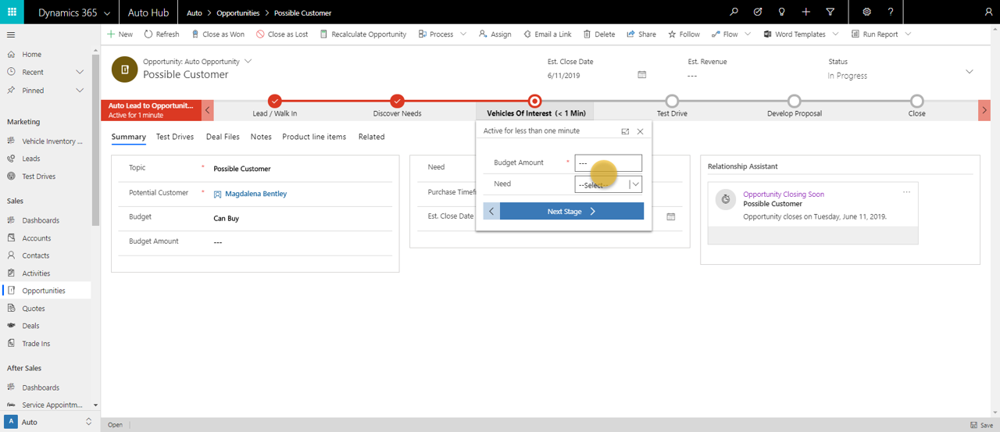 Dynamics 365
Auto Hub
Auto > Opportunities > Possible Customer
New
Refresh
Close as Won
Close as Lost
Recalculate Opportunity
Process
Assign
Email a Link
Delete
Share
Follow
Flow
Word Templates
Run Report
Home
Recent
Pinned
Marketing
Vehicle Inventory ...
Leads
Test Drives
Sales
Dashboards
Accounts
Contacts
Activities
Opportunities
Quotes
Deals
Trade Ins
After Sales
Dashboards
Service Appointm...
A Auto
Opportunity: Auto Opportunity
Possible Customer
Est. Close Date
6/11/2019
Est. Revenue
---
Status
In Progress
Auto Lead to Opportunit...
Active for 1 minute
Lead / Walk In
Discover Needs
Vehicles Of Interest (< 1 Min)
Test Drive
Develop Proposal
Close
Summary
Test Drives
Deal Files
Notes
Product line items
Related
Topic * Possible Customer
Potential Customer * Magdalena Bentley
Budget Can Buy
Budget Amount ---
Need
Purchase Timefr
Est. Close Date
Active for less than one minute
Budget Amount * ---
Need --Select--
Next Stage
Relationship Assistant
Opportunity Closing Soon ...
Possible Customer
Opportunity closes on Tuesday, June 11, 2019.
Open
Save